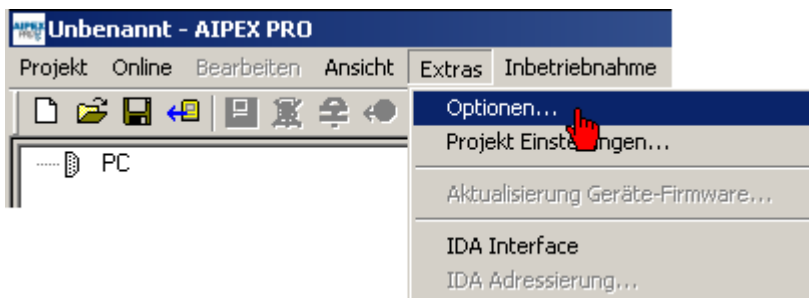 Unbenannt - AIPEX PRO
Projekt Online Bearbeiten Ansicht Extras Inbetriebnahme
Optionen...
Projekt Einstellungen...
PC
Aktualisierung Geräte-Firmware...
IDA Interface
IDA Adressierung...